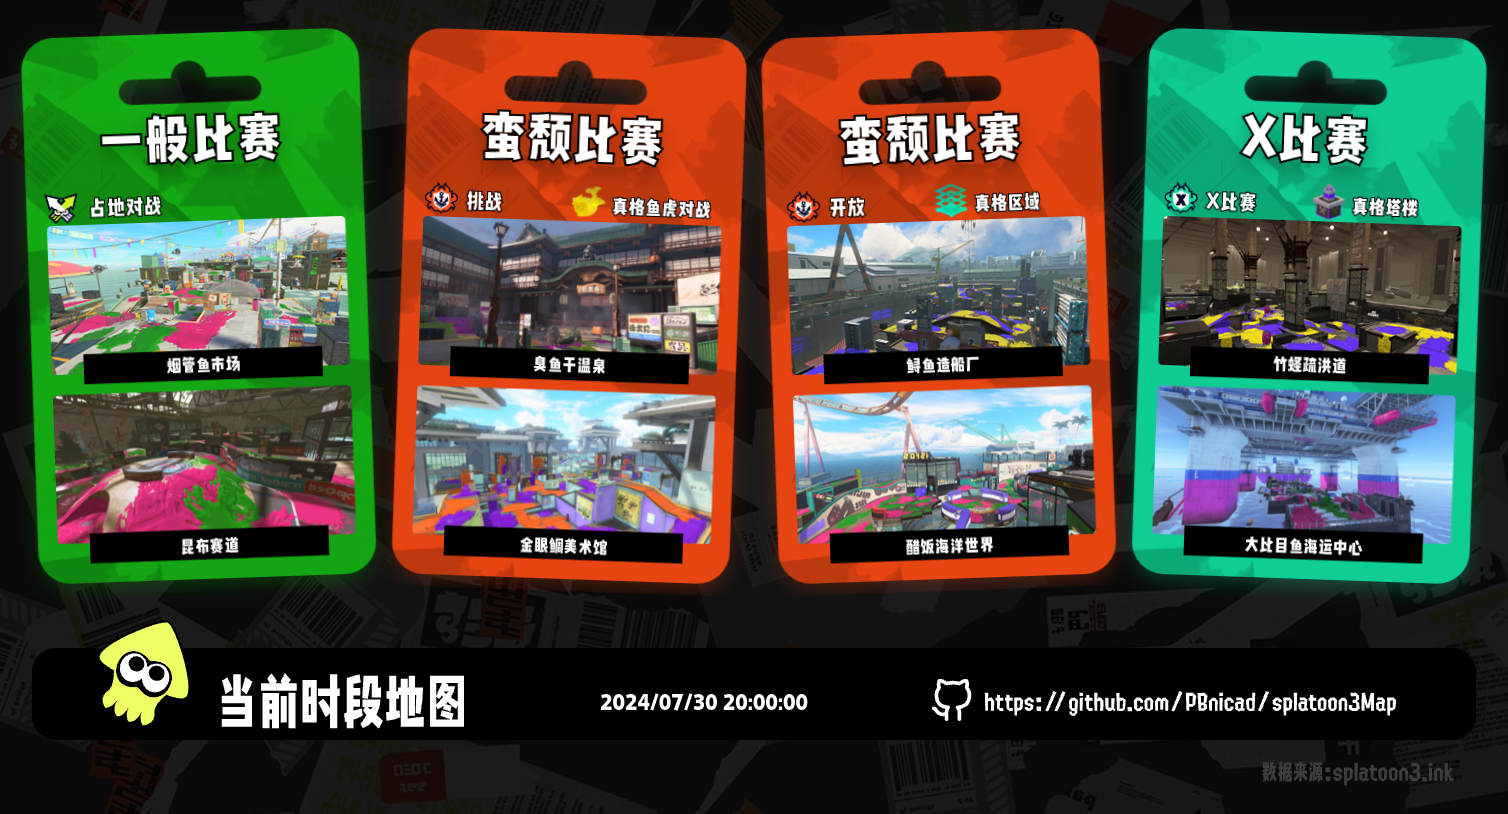 一般比赛
占地对战
烟管鱼市场
昆布赛道
蛮颓比赛
挑战
真格鱼虎对战
臭鱼干温泉
金眼鲷美术馆
蛮颓比赛
开放
真格区域
鲟鱼造船厂
醋饭海洋世界
X比赛
X比赛
真格塔楼
竹蛏疏洪道
大比目鱼海运中心
当前时段地图
2024/07/30 20:00:00
https://github.com/PBnicad/splatoon3Map
数据来源:splatoon3.ink